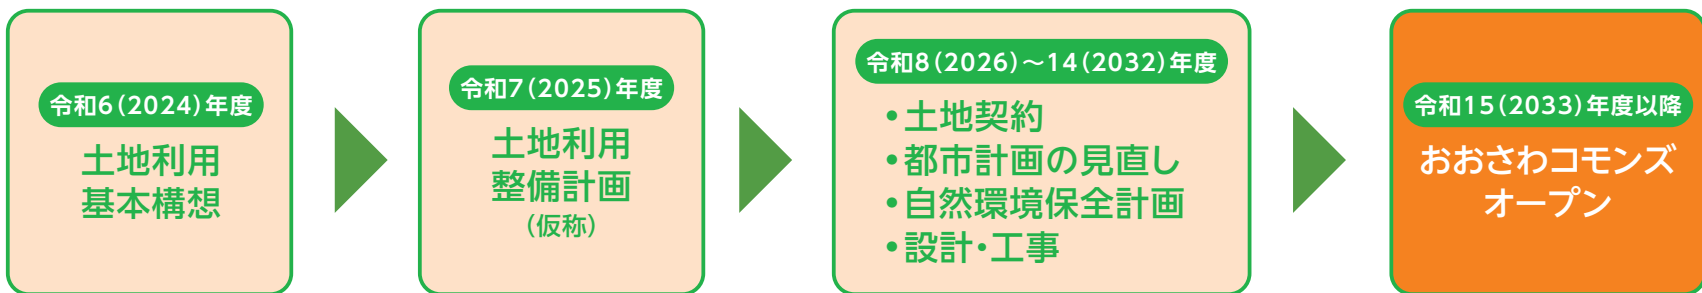 令和6(2024)年度
土地利用
基本構想
令和7(2025)年度
土地利用
整備計画
(仮称)
令和8(2026)～14(2032)年度
•土地契約
•都市計画の見直し
•自然環境保全計画
•設計・工事
令和15(2033)年度以降
おおさわコモンズ
オープン